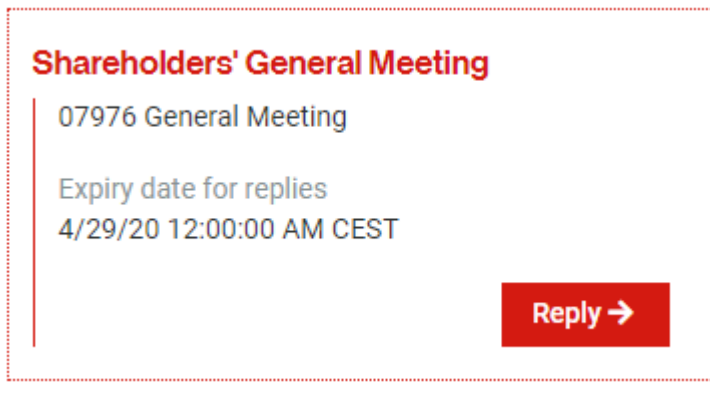 Shareholders' General Meeting
07976 General Meeting
Expiry date for replies
4/29/20 12:00:00 AM CEST
Reply →